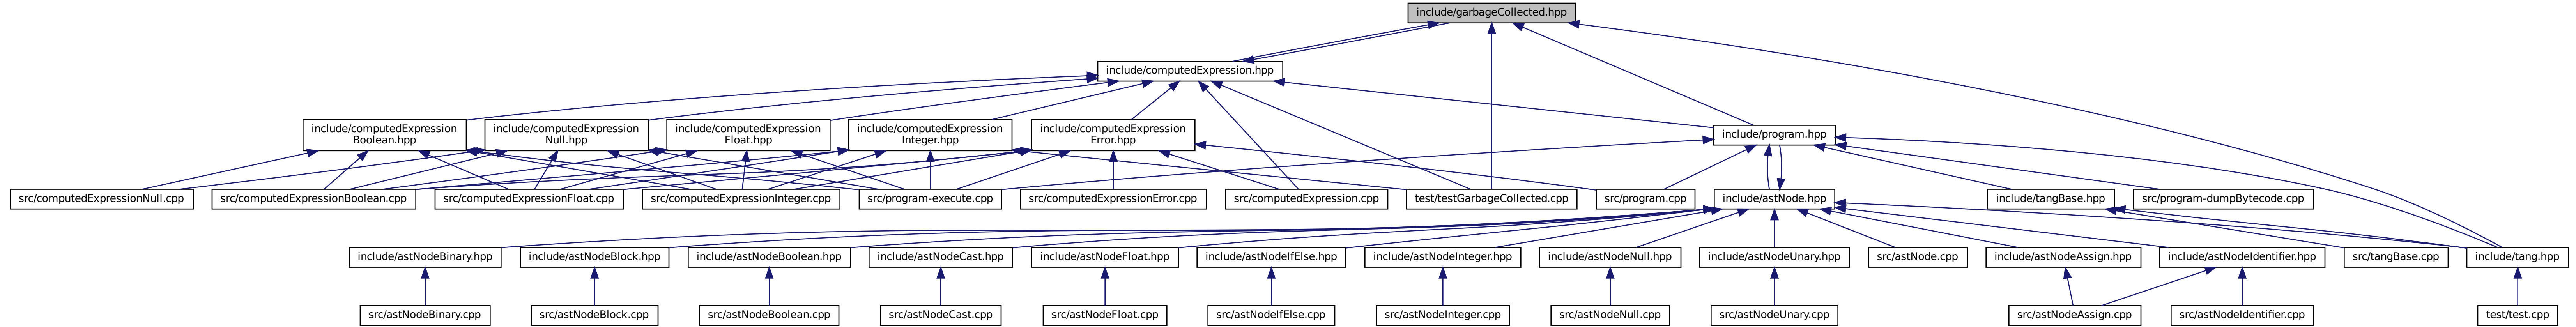 include/garbageCollected.hpp
include/computedExpression.hpp
include/computedExpression
Boolean.hpp
include/computedExpression
Null.hpp
include/computedExpression
Float.hpp
include/computedExpression
Integer.hpp
include/computedExpression
Error.hpp
include/program.hpp
src/computedExpressionNull.cpp
src/computedExpressionBoolean.cpp
src/computedExpressionFloat.cpp
src/computedExpressionInteger.cpp
src/program-execute.cpp
src/computedExpressionError.cpp
src/computedExpression.cpp
test/testGarbageCollected.cpp
src/program.cpp
include/astNode.hpp
include/tangBase.hpp
src/program-dumpBytecode.cpp
include/astNodeBinary.hpp
include/astNodeBlock.hpp
include/astNodeBoolean.hpp
include/astNodeCast.hpp
include/astNodeFloat.hpp
include/astNodeIfElse.hpp
include/astNodeInteger.hpp
include/astNodeNull.hpp
include/astNodeUnary.hpp
src/astNode.cpp
include/astNodeAssign.hpp
include/astNodeIdentifier.hpp
src/tangBase.cpp
include/tang.hpp
src/astNodeBinary.cpp
src/astNodeBlock.cpp
src/astNodeBoolean.cpp
src/astNodeCast.cpp
src/astNodeFloat.cpp
src/astNodeIfElse.cpp
src/astNodeInteger.cpp
src/astNodeNull.cpp
src/astNodeUnary.cpp
src/astNodeAssign.cpp
src/astNodeIdentifier.cpp
test/test.cpp